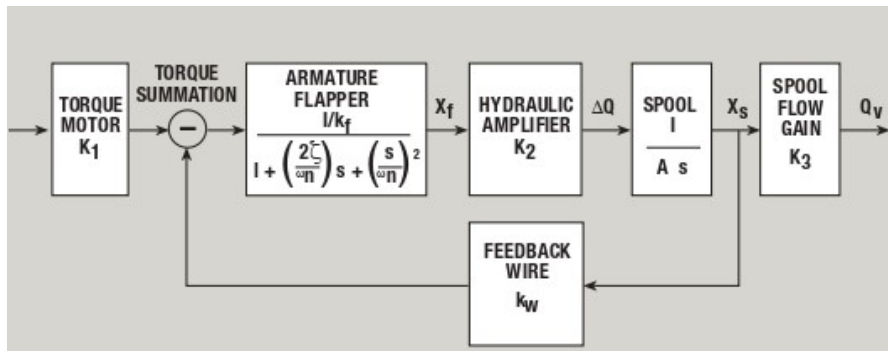 TORQUE
MOTOR
K1
TORQUE
SUMMATION
−
ARMATURE
FLAPPER
I/kf
I + (2ζ/ωn) s + (s/ωn) 2
Xf
HYDRAULIC
AMPLIFIER
K2
ΔQ
SPOOL
I
A s
Xs
SPOOL
FLOW
GAIN
K3
Qv
FEEDBACK
WIRE
kw